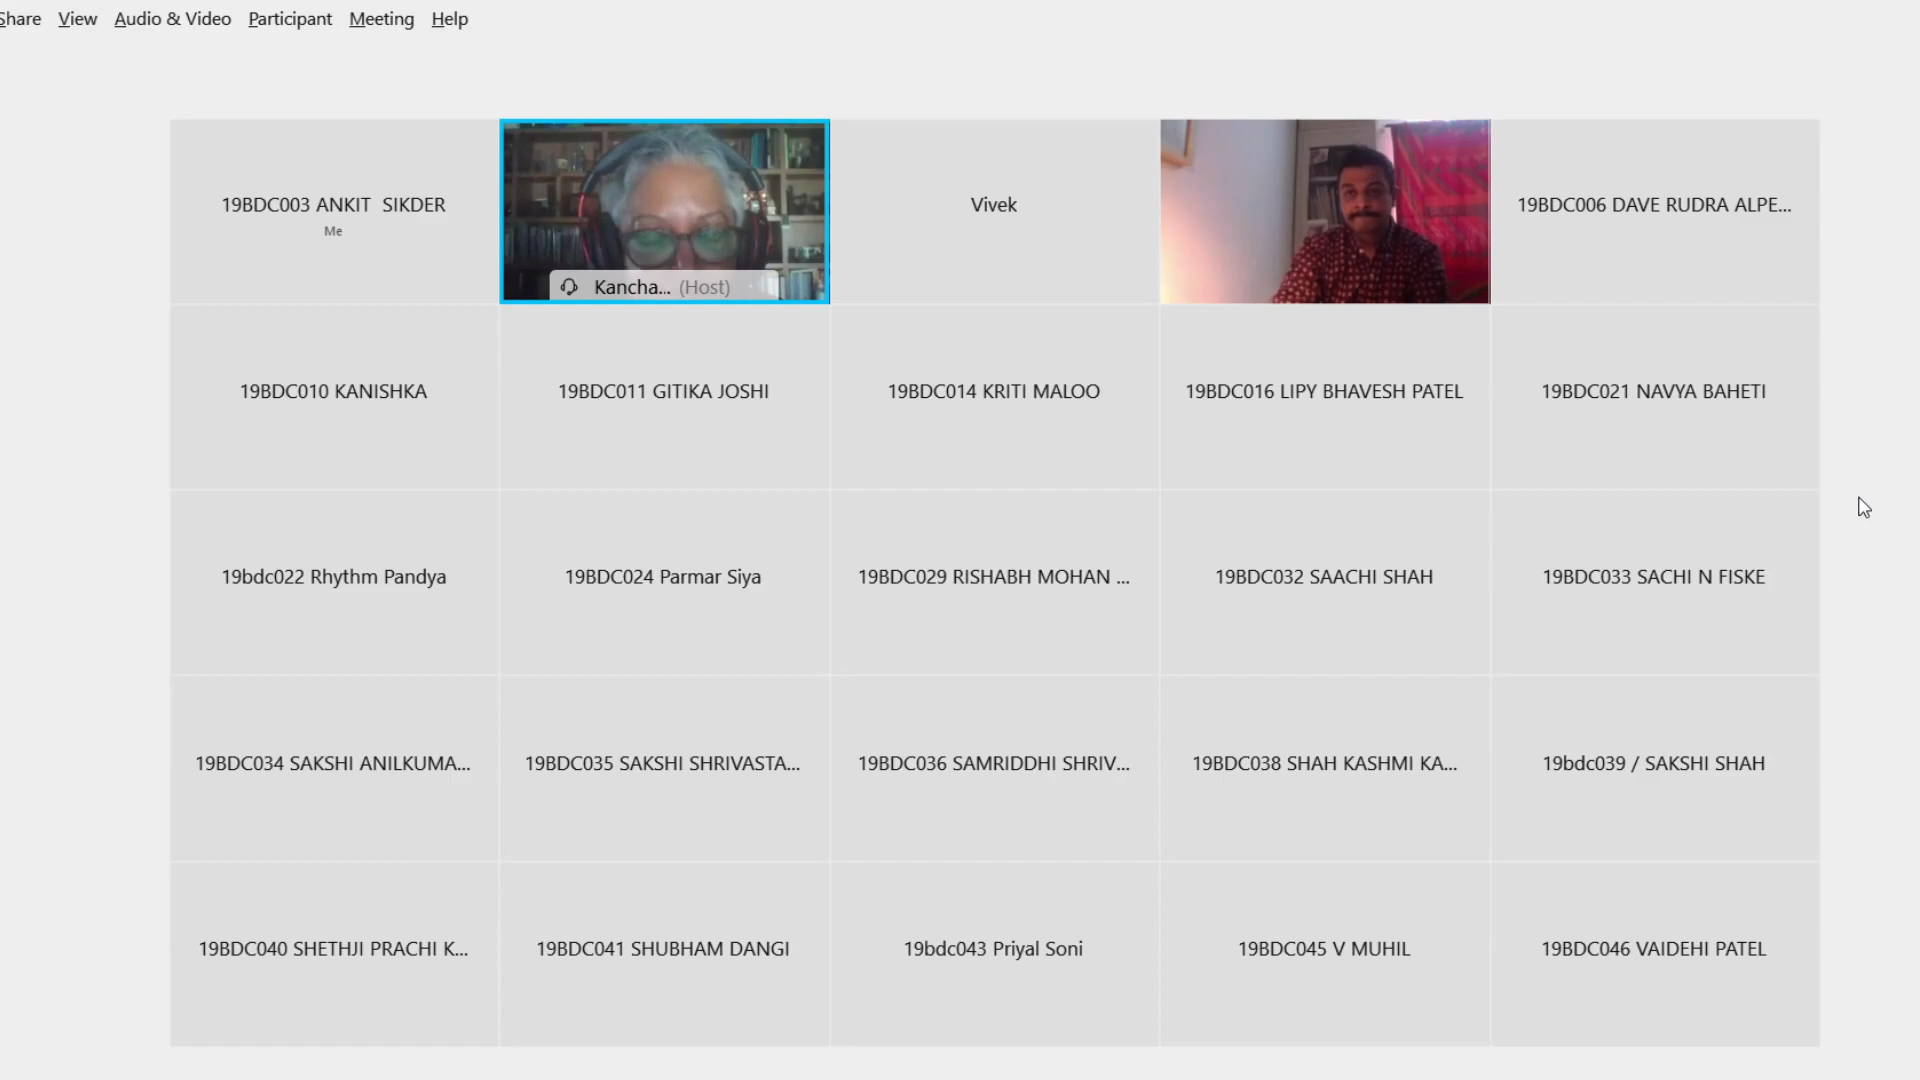 Share View Audio & Video Participant Meeting Help
19BDC003 ANKIT SIKDER
Me
Kancha... (Host)
Vivek
19BDC006 DAVE RUDRA ALPE...
19BDC010 KANISHKA
19BDC011 GITIKA JOSHI
19BDC014 KRITI MALOO
19BDC016 LIPY BHAVESH PATEL
19BDC021 NAVYA BAHETI
19bdc022 Rhythm Pandya
19BDC024 Parmar Siya
19BDC029 RISHABH MOHAN ...
19BDC032 SAACHI SHAH
19BDC033 SACHI N FISKE
19BDC034 SAKSHI ANILKUMA...
19BDC035 SAKSHI SHRIVASTA...
19BDC036 SAMRIDDHI SHRIV...
19BDC038 SHAH KASHMI KA...
19bdc039 / SAKSHI SHAH
19BDC040 SHETHJI PRACHI K...
19BDC041 SHUBHAM DANGI
19bdc043 Priyal Soni
19BDC045 V MUHIL
19BDC046 VAIDEHI PATEL